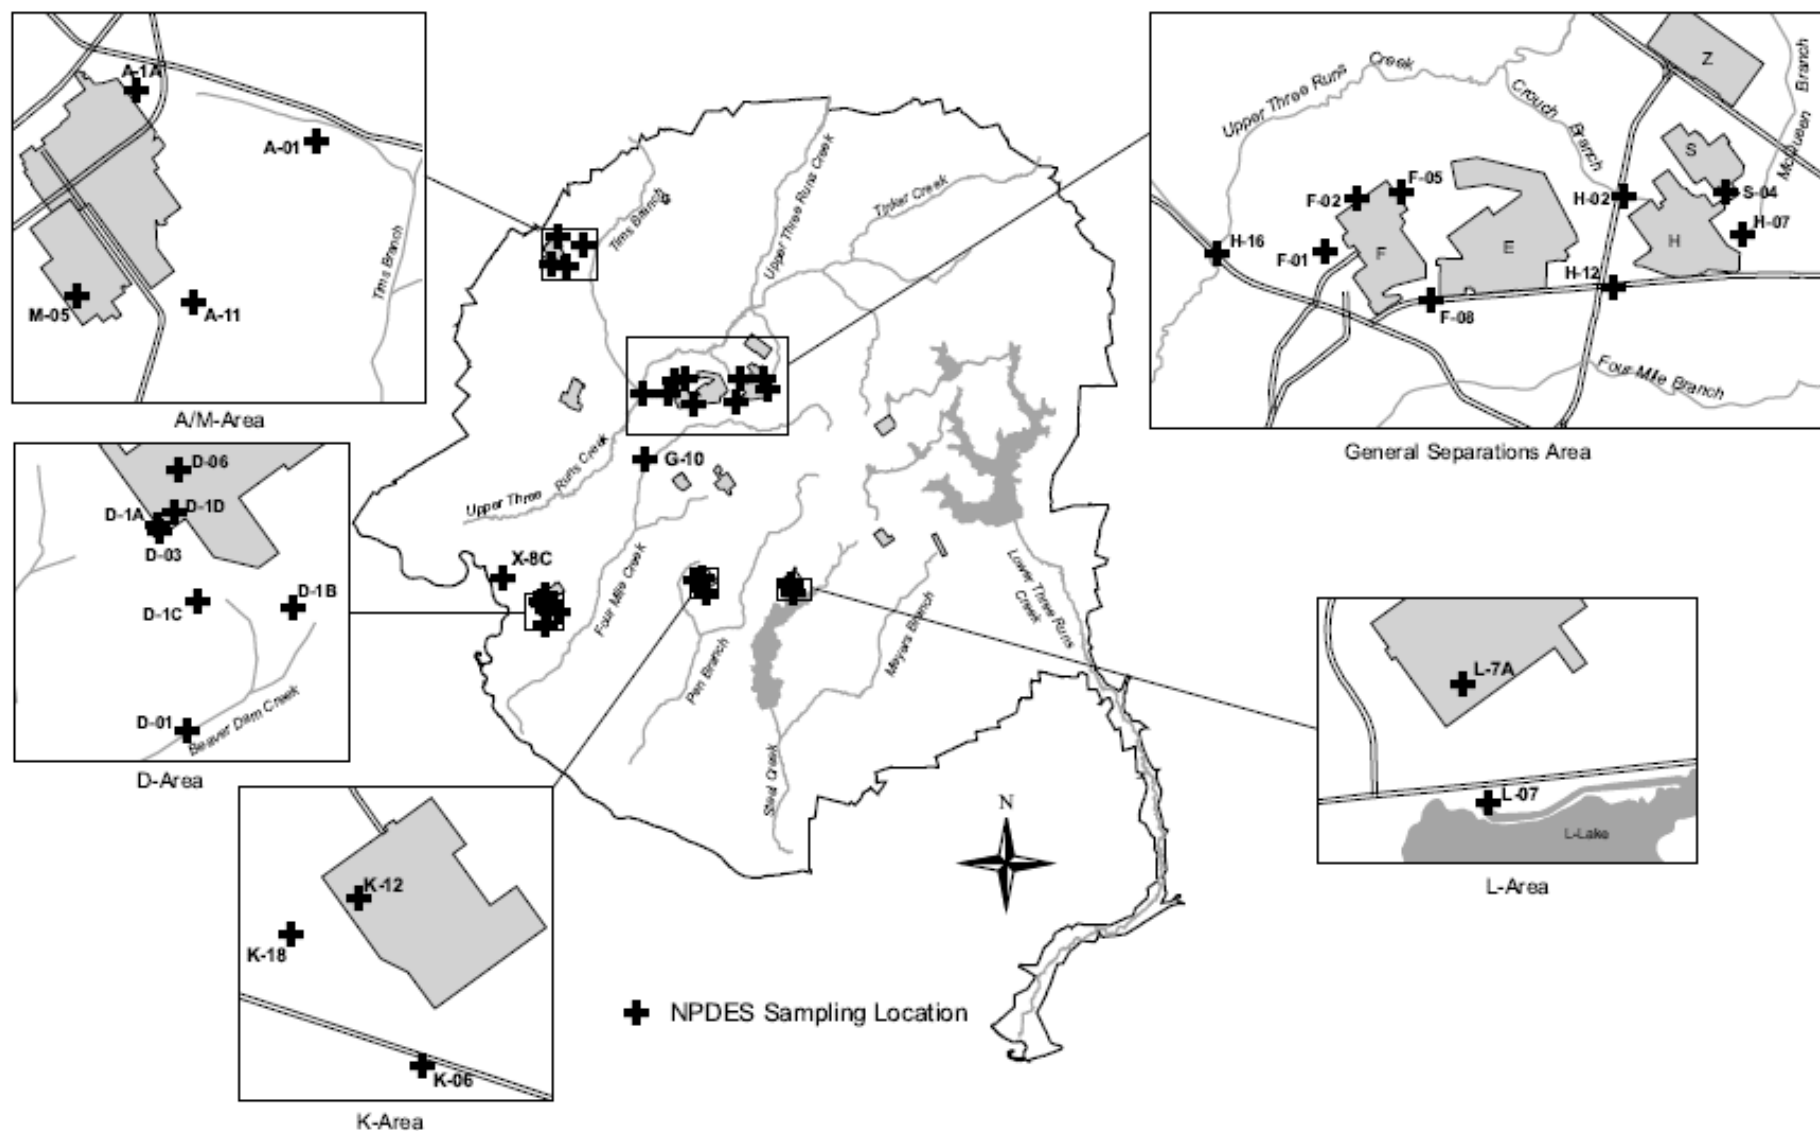 A-1A
A-01
Tims Branch
M-05
A-11
A/M-Area
Upper Three Runs
Creek
Crouch
Branch
McQueen
Branch
Z
S
F-02
F-05
H-02
S-04
H-07
H-16
F-01
F
E
H
H-12
F-08
Four Mile Branch
General Separations Area
Tims Branch
Upper Three Runs Creek
Tinker Creek
Upper Three
Runs Creek
G-10
X-8C
Four Mile Creek
Pen Branch
Meyers Branch
Steel Creek
Lower Three Runs
Creek
D-06
D-1A
D-1D
D-03
D-1C
D-1B
D-01
Beaver Dam Creek
D-Area
K-12
K-18
K-06
K-Area
L-7A
L-07
L-Lake
L-Area
N
NPDES Sampling Location